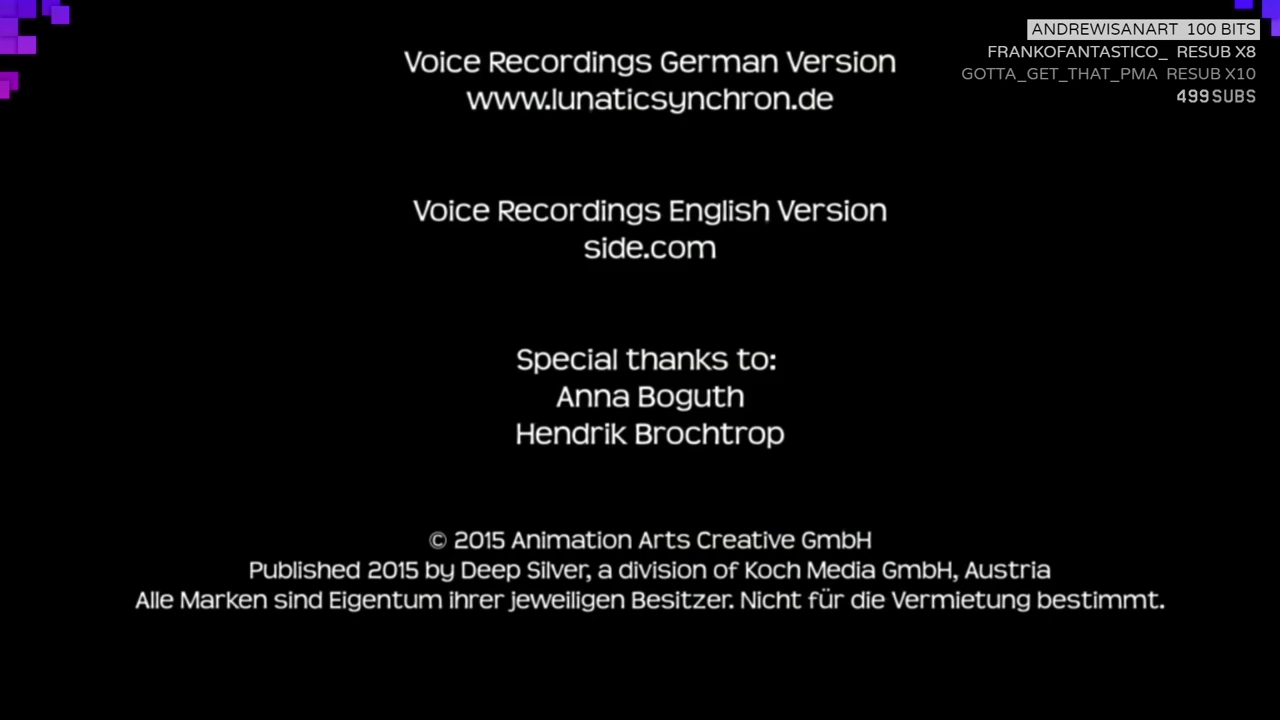 Voice Recordings German Version
www.lunaticsynchron.de
Voice Recordings English Version
side.com
Special thanks to:
Anna Boguth
Hendrik Brochtrop
© 2015 Animation Arts Creative GmbH
Published 2015 by Deep Silver, a division of Koch Media GmbH, Austria
Alle Marken sind Eigentum ihrer jeweiligen Besitzer. Nicht für die Vermietung bestimmt.
ANDREWISANART 100 BITS
FRANKOFANTASTICO_ RESUB X8
GOTTA_GET_THAT_PMA RESUB X10
499 SUBS